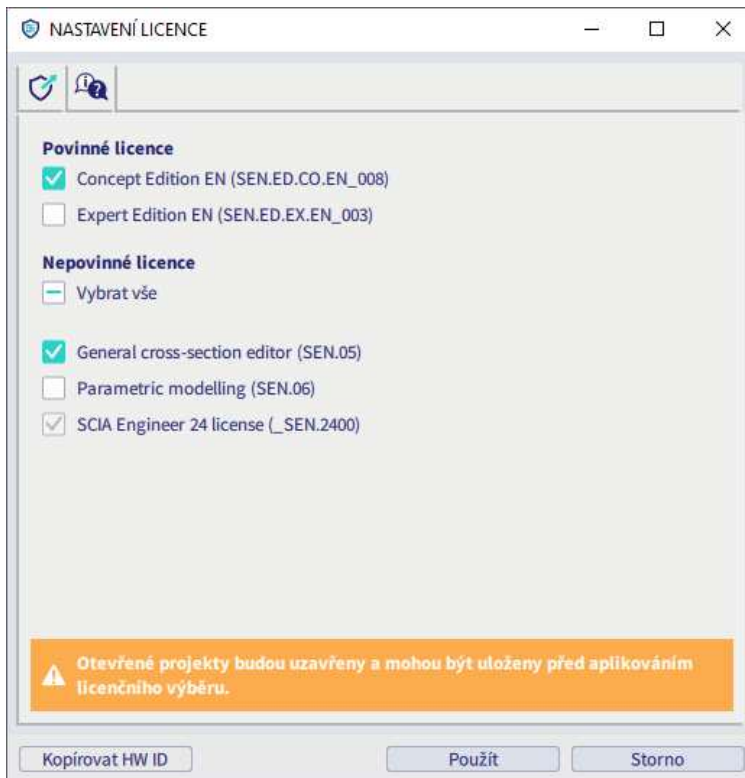 NASTAVENÍ LICENCE
Povinné licence
Concept Edition EN (SEN.ED.CO.EN_008)
Expert Edition EN (SEN.ED.EX.EN_003)
Nepovinné licence
Vybrat vše
General cross-section editor (SEN.05)
Parametric modelling (SEN.06)
SCIA Engineer 24 license (_SEN.2400)
Otevřené projekty budou uzavřeny a mohou být uloženy před aplikováním
licenčního výběru.
Kopírovat HW ID
Použít
Storno